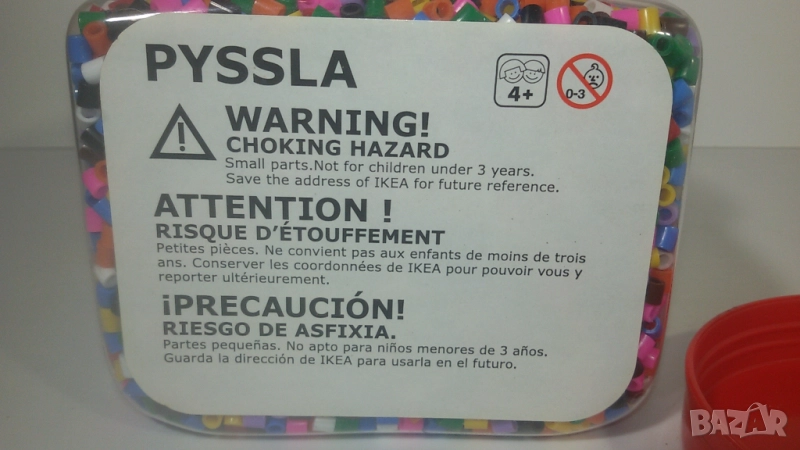 PYSSLA
4+
0-3
WARNING!
CHOKING HAZARD
Small parts.Not for children under 3 years.
Save the address of IKEA for future reference.
ATTENTION !
RISQUE D'ÉTOUFFEMENT
Petites pièces. Ne convient pas aux enfants de moins de trois
ans. Conserver les coordonnées de IKEA pour pouvoir vous y
reporter ultérieurement.
¡PRECAUCIÓN!
RIESGO DE ASFIXIA.
Partes pequeñas. No apto para niños menores de 3 años.
Guarda la dirección de IKEA para usarla en el futuro.
BAZAR